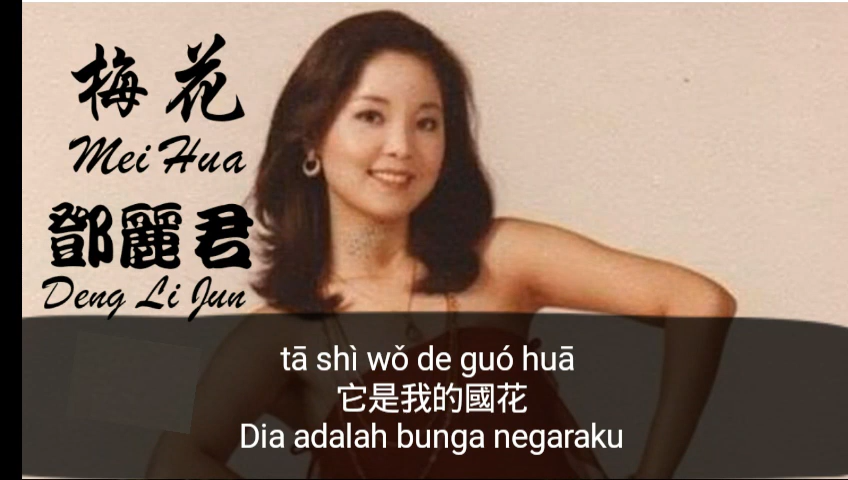 梅花
Mei Hua
鄧麗君
Deng Li Jun
tā shì wǒ de guó huā
它是我的國花
Dia adalah bunga negaraku